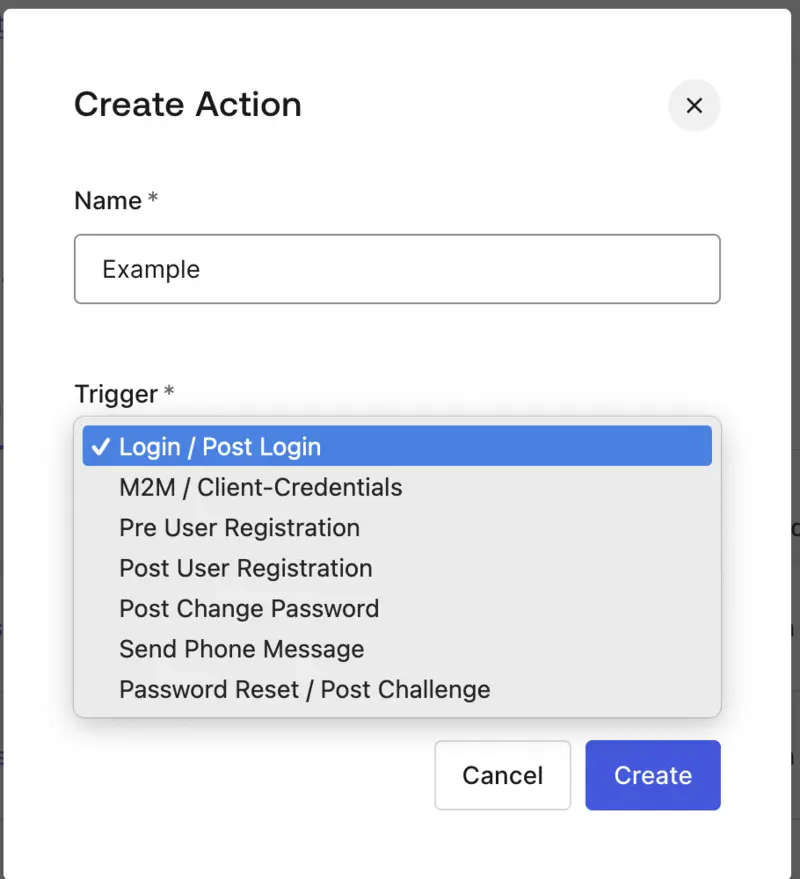 Create Action
Name *
Example
Trigger *
✓ Login / Post Login
M2M / Client-Credentials
Pre User Registration
Post User Registration
Post Change Password
Send Phone Message
Password Reset / Post Challenge
Cancel
Create